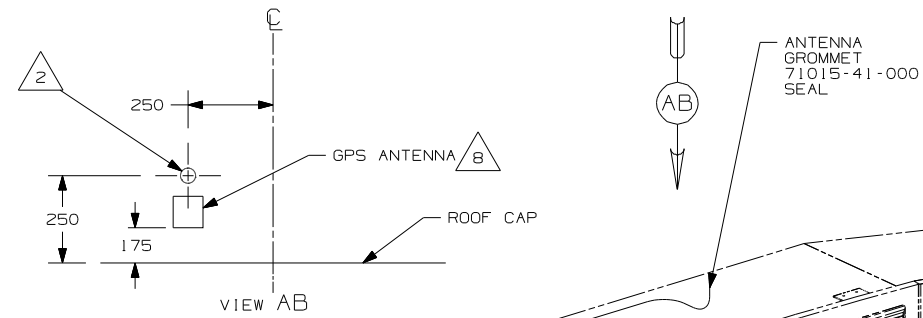 ℄
2
250
GPS ANTENNA 8
250
175
ROOF CAP
VIEW AB
AB
ANTENNA
GROMMET
71015-41-000
SEAL